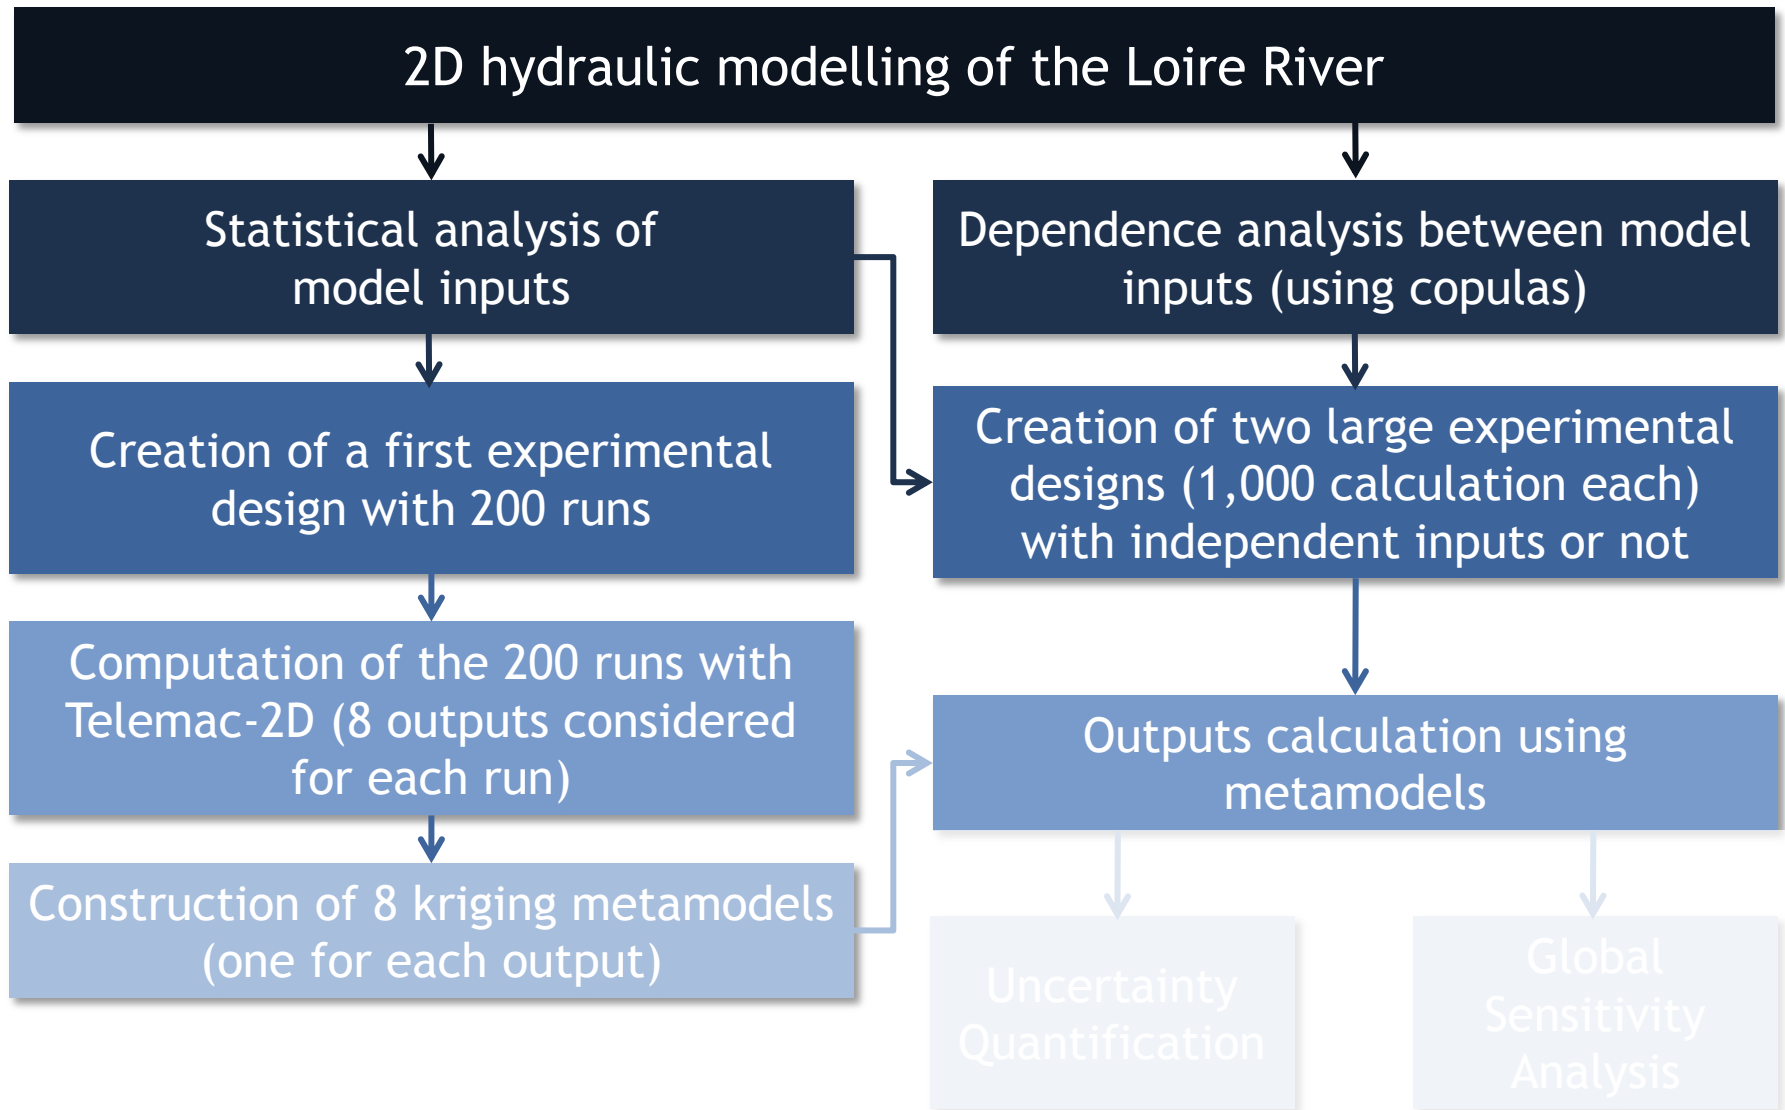 2D hydraulic modelling of the Loire River
Statistical analysis of
model inputs
Dependence analysis between model
inputs (using copulas)
Creation of a first experimental
design with 200 runs
Creation of two large experimental
designs (1,000 calculation each)
with independent inputs or not
Computation of the 200 runs with
Telemac-2D (8 outputs considered
for each run)
Outputs calculation using
metamodels
Construction of 8 kriging metamodels
(one for each output)
Uncertainty
Quantification
Global
Sensitivity
Analysis